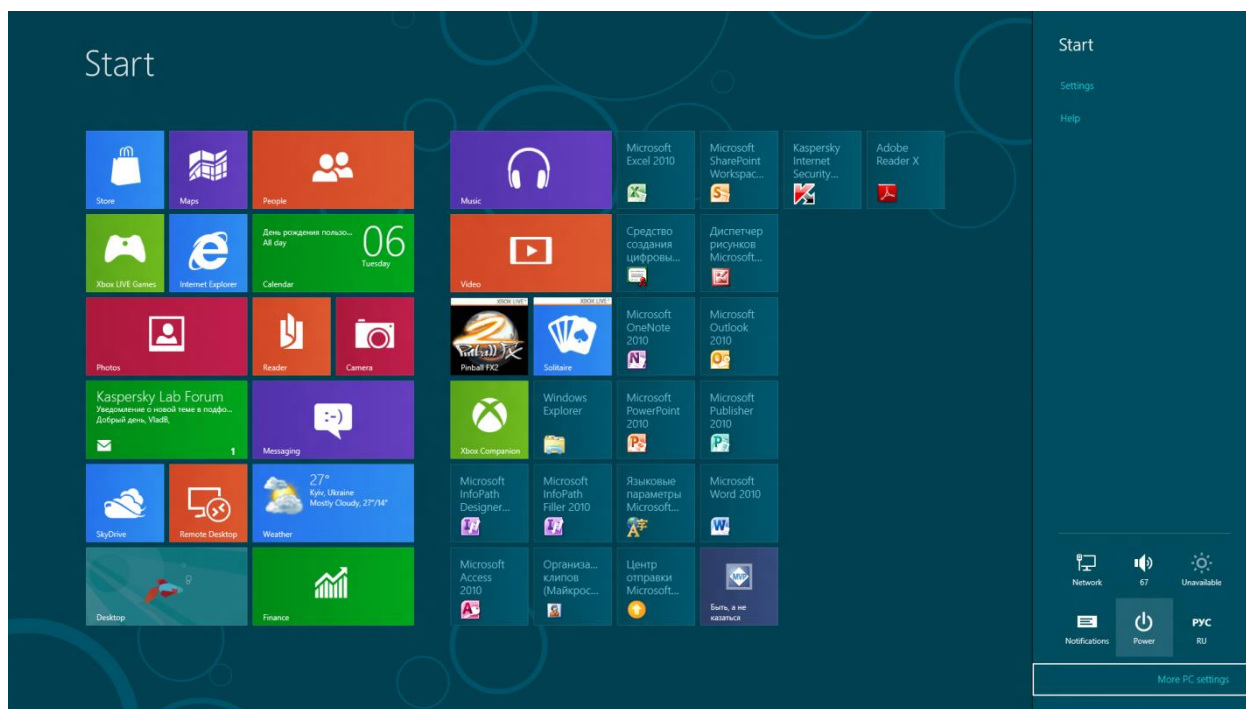 Start
Store
Maps
People
Xbox LIVE Games
Internet Explorer
День рождения пользо...
All day
06
Tuesday
Calendar
Photos
Reader
Camera
Kaspersky Lab Forum
Уведомление о новой теме в подфо...
Добрый день, VladB,
1
Messaging
SkyDrive
Remote Desktop
27°
Kyiv, Ukraine
Mostly Cloudy, 27°/14°
Weather
Desktop
Finance
Music
Microsoft
Excel 2010
Microsoft
SharePoint
Workspac...
Kaspersky
Internet
Security...
Adobe
Reader X
Video
Средство
создания
цифровы...
Диспетчер
рисунков
Microsoft...
XBOX LIVE
Pinball FX
2
Pinball FX2
XBOX LIVE
Solitaire
Microsoft
OneNote
2010
Microsoft
Outlook
2010
Xbox Companion
Windows
Explorer
Microsoft
PowerPoint
2010
Microsoft
Publisher
2010
Microsoft
InfoPath
Designer...
Microsoft
InfoPath
Filler 2010
Языковые
параметры
Microsoft...
Microsoft
Word 2010
Microsoft
Access
2010
Организа...
клипов
(Майкрос...
Центр
отправки
Microsoft...
MVP
Быть, а не
казаться
Start
Settings
Help
Network
67
Unavailable
Notifications
Power
РУС
RU
More PC settings